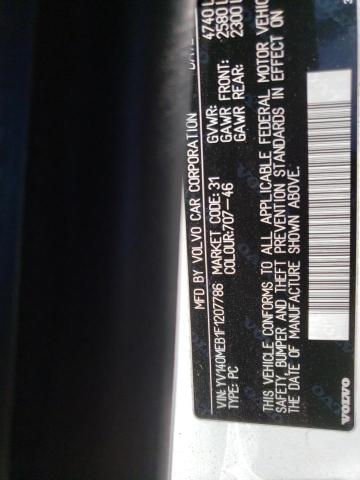 MFD BY VOLVO CAR CORPORATION
GVWR: 4740 L
GAWR FRONT: 2580 L
GAWR REAR: 2300 L
VIN: YV140MEB1F1207786 MARKET CODE: 31
TYPE: PC COLOUR:707-46
THIS VEHICLE CONFORMS TO ALL APPLICABLE FEDERAL MOTOR VEHIC
SAFETY, BUMPER AND THEFT PREVENTION STANDARDS IN EFFECT ON
THE DATE OF MANUFACTURE SHOWN ABOVE.
VOLVO